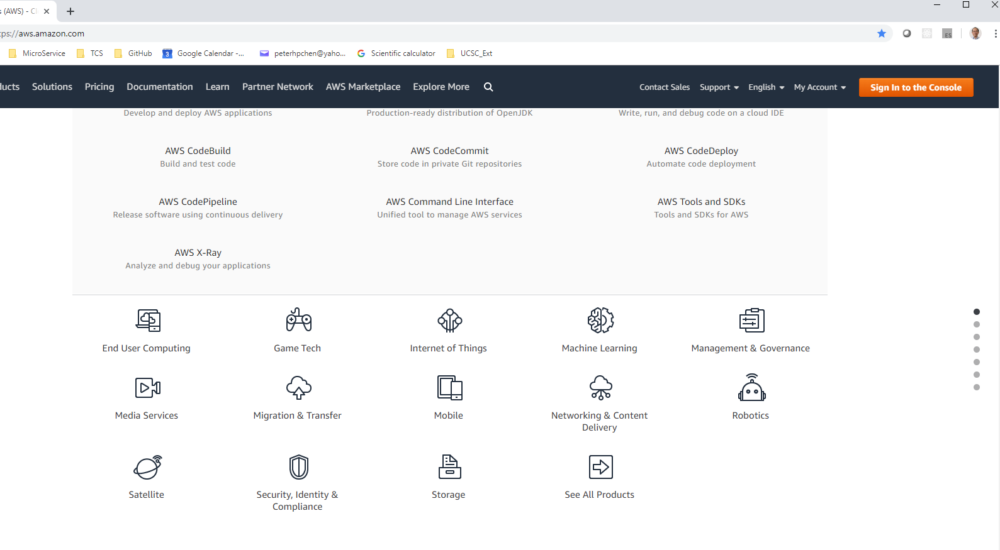 s (AWS) - Cl
tps://aws.amazon.com
ES
MicroService TCS GitHub 3 Google Calendar -... peterhpchen@yaho... Scientific calculator UCSC_Ext
ducts Solutions Pricing Documentation Learn Partner Network AWS Marketplace Explore More Contact Sales Support English My Account Sign In to the Console
Develop and deploy AWS applications Production-ready distribution of OpenJDK Write, run, and debug code on a cloud IDE
AWS CodeBuild AWS CodeCommit AWS CodeDeploy
Build and test code Store code in private Git repositories Automate code deployment
AWS CodePipeline AWS Command Line Interface AWS Tools and SDKs
Release software using continuous delivery Unified tool to manage AWS services Tools and SDKs for AWS
AWS X-Ray
Analyze and debug your applications
End User Computing Game Tech Internet of Things Machine Learning Management & Governance
Media Services Migration & Transfer Mobile Networking & Content Robotics
Delivery
Satellite Security, Identity & Storage See All Products
Compliance